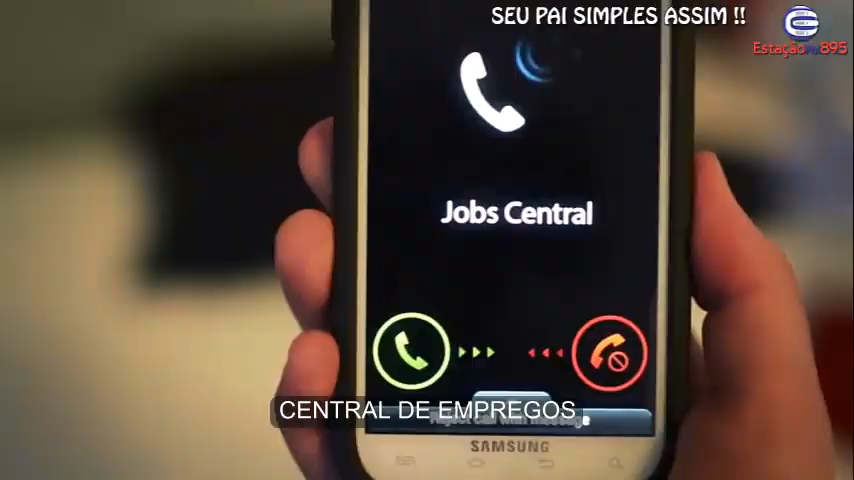 SEU PAI SIMPLES ASSIM !!
Estação
895
Jobs Central
CENTRAL DE EMPREGOS
SAMSUNG